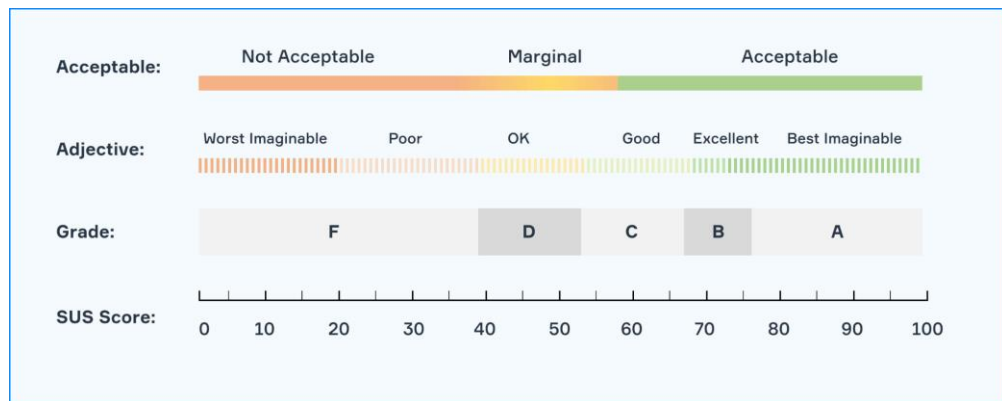 Acceptable: Not Acceptable Marginal Acceptable
Adjective: Worst Imaginable Poor OK Good Excellent Best Imaginable
Grade: F D C B A
SUS Score: 0 10 20 30 40 50 60 70 80 90 100